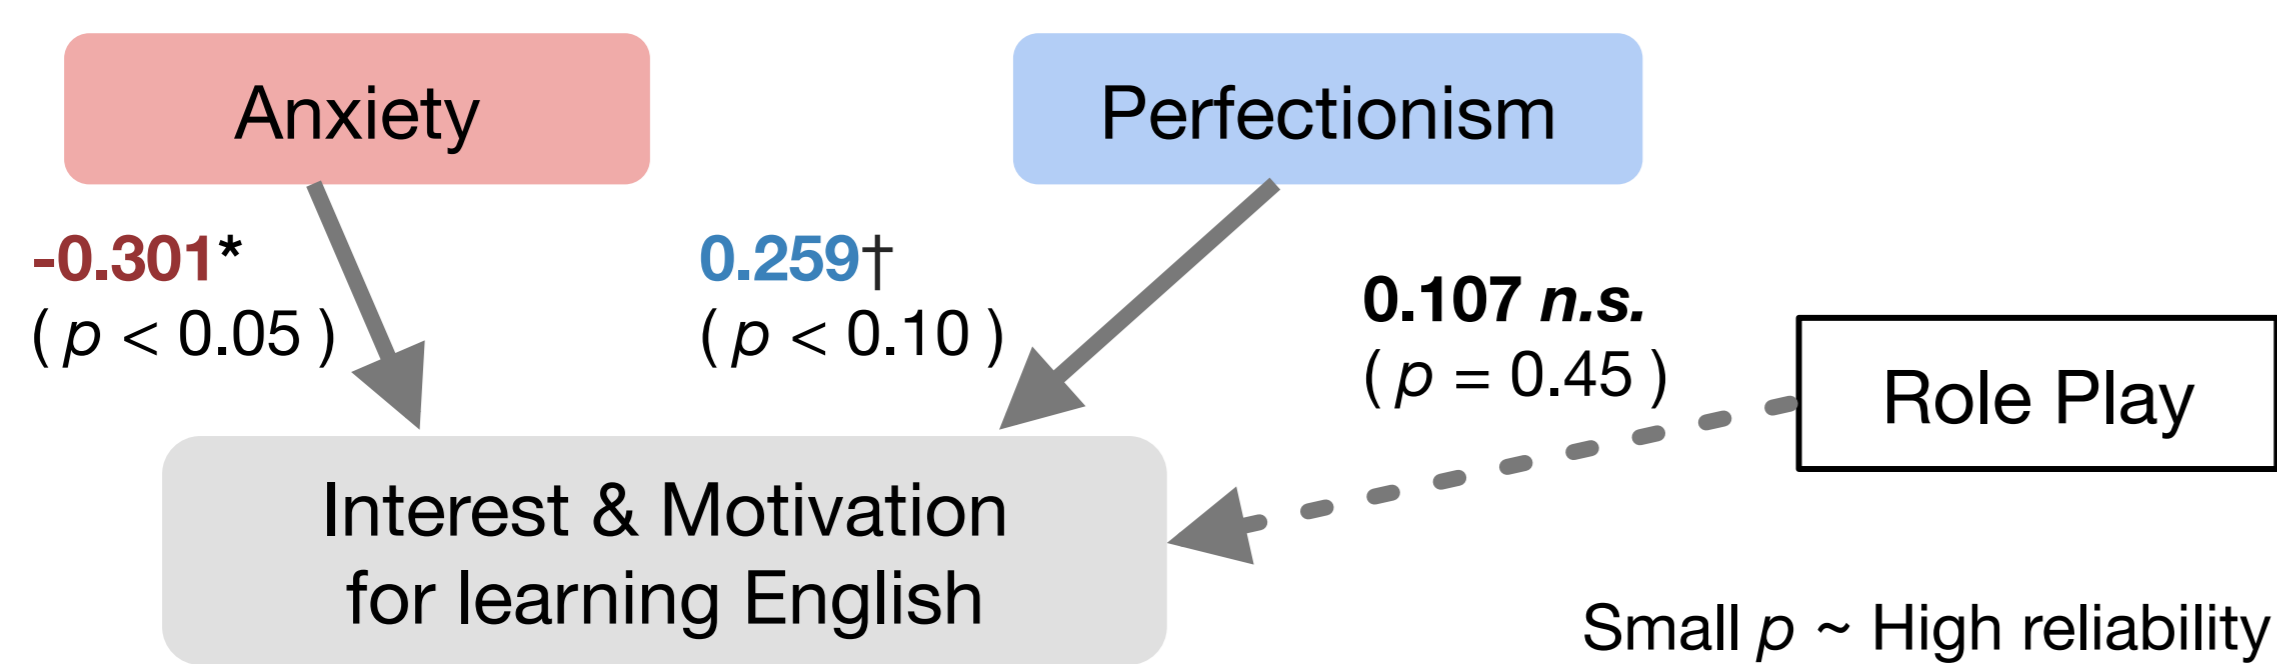 Anxiety
Perfectionism
-0.301*
( p < 0.05 )
0.259†
( p < 0.10 )
0.107 n.s.
( p = 0.45 )
Role Play
Interest & Motivation
for learning English
Small p ~ High reliability